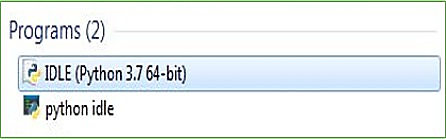 Programs (2)
IDLE (Python 3.7 64-bit)
python idle